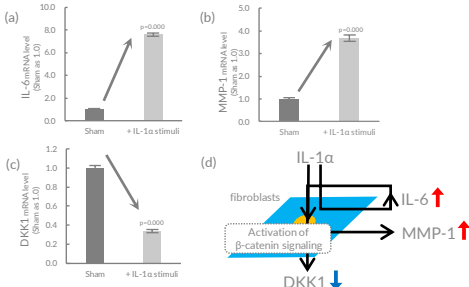 (a)
IL-6 mRNA level
(Sham as 1.0)
10.0
8.0
6.0
4.0
2.0
0.0
p=0.000
Sham
+ IL-1α stimuli
(b)
MMP-1 mRNA level
(Sham as 1.0)
5.0
4.0
3.0
2.0
1.0
0.0
p=0.000
Sham
+ IL-1α stimuli
(c)
DKK1 mRNA level
(Sham as 1.0)
1.2
1.0
0.8
0.6
0.4
0.2
0.0
p=0.000
Sham
+ IL-1α stimuli
(d)
IL-1α
fibroblasts
IL-6
Activation of
β-catenin signaling
MMP-1
DKK1